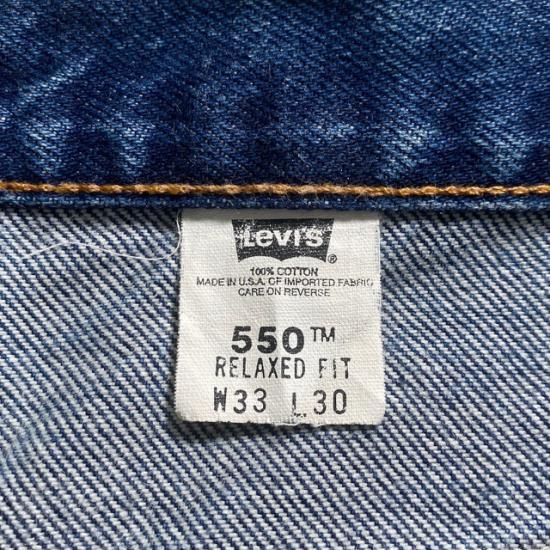 Levi's®
100% COTTON
MADE IN U.S.A. OF IMPORTED FABRIC
CARE ON REVERSE
550™
RELAXED FIT
W33 L30